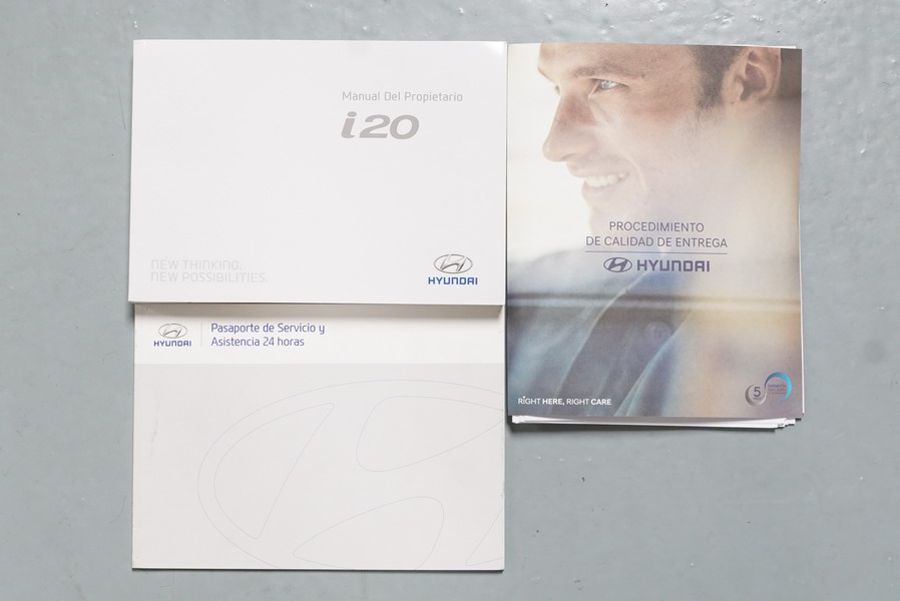 Manual Del Propietario
i20
NEW THINKING.
NEW POSSIBILITIES.
HYUNDAI
HYUNDAI
Pasaporte de Servicio y
Asistencia 24 horas
PROCEDIMIENTO
DE CALIDAD DE ENTREGA
HYUNDAI
RIGHT HERE, RIGHT CARE
5